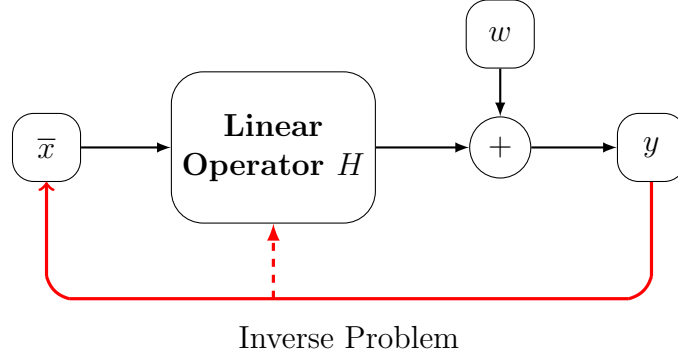 w
x̅
Linear
Operator H
+
y
Inverse Problem